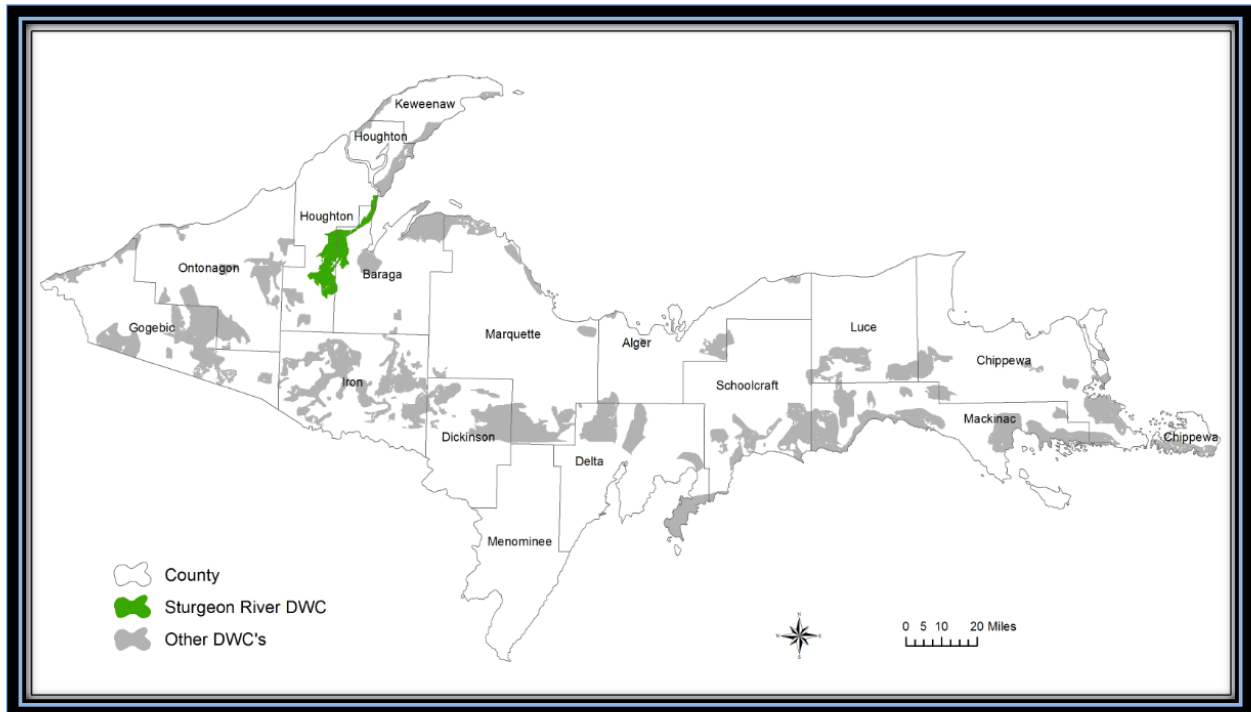 Keweenaw
Houghton
Houghton
Ontonagon
Baraga
Gogebic
Marquette
Luce
Alger
Chippewa
Iron
Schoolcraft
Mackinac
Dickinson
Chippewa
Delta
Menominee
County
Sturgeon River DWC
Other DWC's
N
W E
S
0 5 10 20 Miles